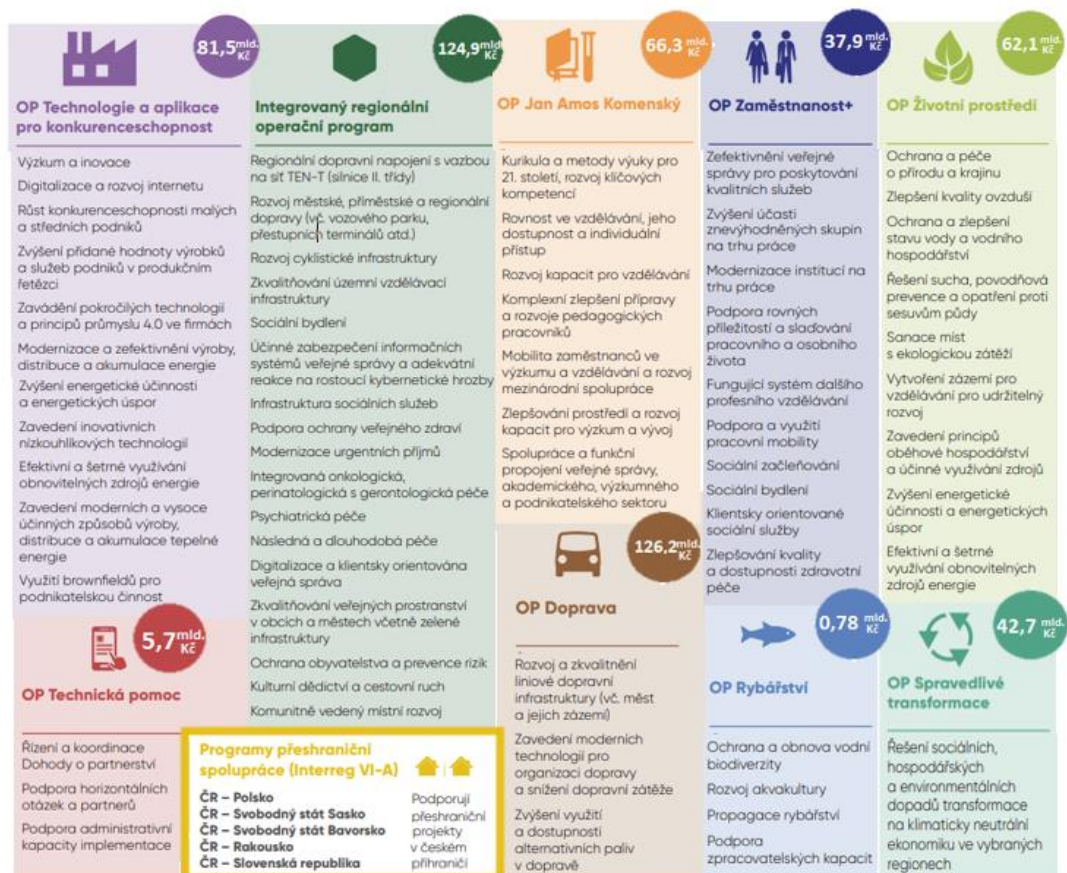 81,5 mld. Kč
OP Technologie a aplikace
pro konkurenceschopnost
Výzkum a inovace
Digitalizace a rozvoj internetu
Růst konkurenceschopnosti malých
a středních podniků
Zvýšení přidané hodnoty výrobků
a služeb podniků v produkčním
řetězci
Zavádění pokročilých technologií
a principů průmyslu 4.0 ve firmách
Modernizace a zefektivnění výroby,
distribuce a akumulace energie
Zvýšení energetické účinnosti
a energetických úspor
Zavedení inovativních
nízkouhlíkových technologií
Efektivní a šetrné využívání
obnovitelných zdrojů energie
Zavedení moderních a vysoce
účinných způsobů výroby,
distribuce a akumulace tepelné
energie
Využití brownfieldů pro
podnikatelskou činnost
5,7 mld. Kč
OP Technická pomoc
Řízení a koordinace
Dohody o partnerství
Podpora horizontálních
otázek a partnerů
Podpora administrativní
kapacity implementace
124,9 mld. Kč
Integrovaný regionální
operační program
Regionální dopravní napojení s vazbou
na síť TEN-T (silnice II. třídy)
Rozvoj městské, příměstské a regionální
dopravy (vč. vozového parku,
přestupních terminálů atd.)
Rozvoj cyklistické infrastruktury
Zkvalitňování územní vzdělávací
infrastruktury
Sociální bydlení
Účinné zabezpečení informačních
systémů veřejné správy a adekvátní
reakce na rostoucí kybernetické hrozby
Infrastruktura sociálních služeb
Podpora ochrany veřejného zdraví
Modernizace urgentních příjmů
Integrovaná onkologická,
perinatologická s gerontologická péče
Psychiatrická péče
Následná a dlouhodobá péče
Digitalizace a klientsky orientována
veřejná správa
Zkvalitňování veřejných prostranství
v obcích a městech včetně zelené
infrastruktury
Ochrana obyvatelstva a prevence rizik
Kulturní dědictví a cestovní ruch
Komunitně vedený místní rozvoj
Programy přeshraniční
spolupráce (Interreg VI-A)
ČR – Polsko
ČR – Svobodný stát Sasko
ČR – Svobodný stát Bavorsko
ČR – Rakousko
ČR – Slovenská republika
Podporují
přeshraniční
projekty
v českém
příhraničí
66,3 mld. Kč
OP Jan Amos Komenský
Kurikula a metody výuky pro
21. století, rozvoj klíčových
kompetencí
Rovnost ve vzdělávání, jeho
dostupnost a individuální
přístup
Rozvoj kapacit pro vzdělávání
Komplexní zlepšení přípravy
a rozvoje pedagogických
pracovníků
Mobilita zaměstnanců ve
výzkumu a vzdělávání a rozvoj
mezinárodní spolupráce
Zlepšování prostředí a rozvoj
kapacit pro výzkum a vývoj
Spolupráce a funkční
propojení veřejné správy,
akademického, výzkumného
a podnikatelského sektoru
126,2 mld. Kč
OP Doprava
Rozvoj a zkvalitnění
liniové dopravní
infrastruktury (vč. měst
a jejich zázemí)
Zavedení moderních
technologií pro
organizaci dopravy
a snížení dopravní zátěže
Zvýšení využití
a dostupnosti
alternativních paliv
v dopravě
37,9 mld. Kč
OP Zaměstnanost+
Zefektivnění veřejné
správy pro poskytování
kvalitních služeb
Zvýšení účasti
znevýhodněných skupin
na trhu práce
Modernizace institucí na
trhu práce
Podpora rovných
příležitostí a slaďování
pracovního a osobního
života
Fungující systém dalšího
profesního vzdělávání
Podpora a využití
pracovní mobility
Sociální začleňování
Sociální bydlení
Klientsky orientované
sociální služby
Zlepšování kvality
a dostupnosti zdravotní
péče
0,78 mld. Kč
OP Rybářství
Ochrana a obnova vodní
biodiverzity
Rozvoj akvakultury
Propagace rybářství
Podpora
zpracovatelských kapacit
62,1 mld. Kč
OP Životní prostředí
Ochrana a péče
o přírodu a krajinu
Zlepšení kvality ovzduší
Ochrana a zlepšení
stavu vody a vodního
hospodářství
Řešení sucha, povodňová
prevence a opatření proti
sesuvům půdy
Sanace míst
s ekologickou zátěží
Vytvoření zázemí pro
vzdělávání pro udržitelný
rozvoj
Zavedení principů
oběhové hospodářství
a účinné využívání zdrojů
Zvýšení energetické
účinnosti a energetických
úspor
Efektivní a šetrné
využívání obnovitelných
zdrojů energie
42,7 mld. Kč
OP Spravedlivé
transformace
Řešení sociálních,
hospodářských
a environmentálních
dopadů transformace
na klimaticky neutrální
ekonomiku ve vybraných
regionech